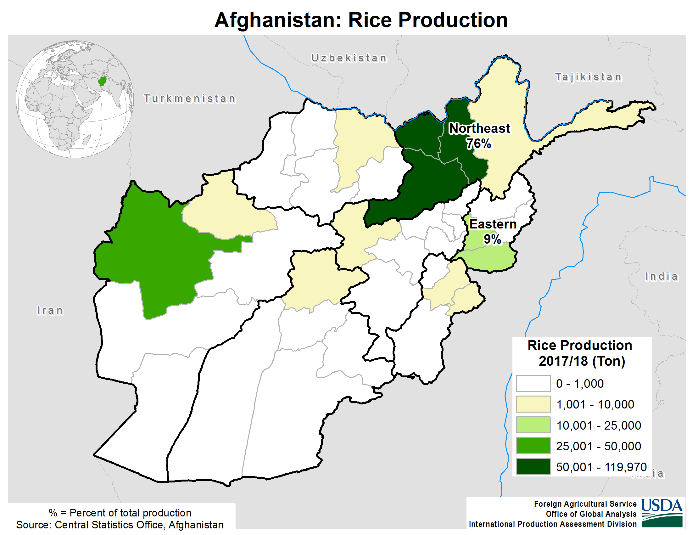 Afghanistan: Rice Production
Uzbekistan
Tajikistan
Turkmenistan
Northeast
76%
Eastern
9%
India
Iran
Rice Production
2017/18 (Ton)
0 - 1,000
1,001 - 10,000
10,001 - 25,000
25,001 - 50,000
50,001 - 119,970
% = Percent of total production
Source: Central Statistics Office, Afghanistan
Foreign Agricultural Service
Office of Global Analysis
International Production Assessment Division
USDA